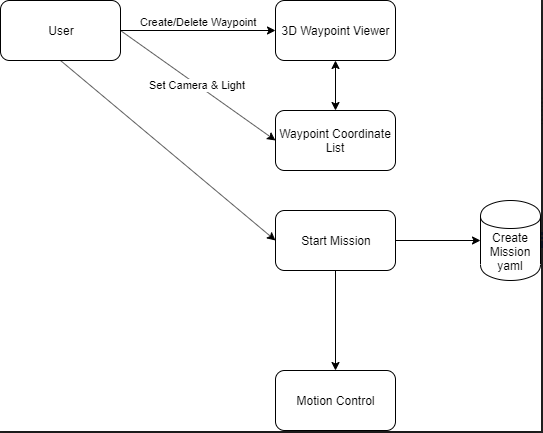 User
Create/Delete Waypoint
3D Waypoint Viewer
Set Camera & Light
Waypoint Coordinate
List
Start Mission
Create
Mission
yaml
Motion Control